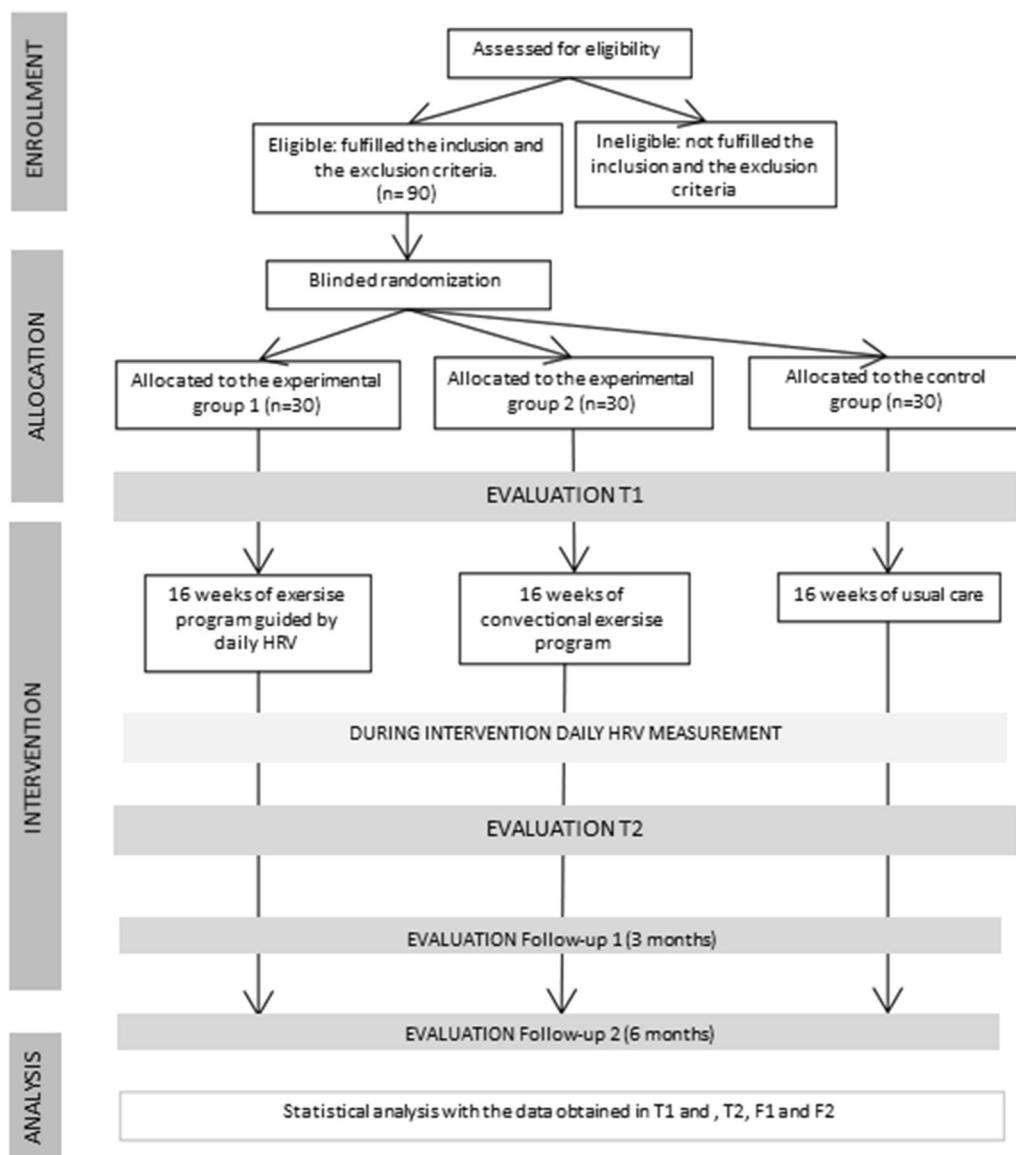 ENROLLMENT
Assessed for eligibility
Eligible: fulfilled the inclusion and
the exclusion criteria.
(n= 90)
Ineligible: not fulfilled the
inclusion and the exclusion
criteria
ALLOCATION
Blinded randomization
Allocated to the experimental
group 1 (n=30)
Allocated to the experimental
group 2 (n=30)
Allocated to the control
group (n=30)
EVALUATION T1
INTERVENTION
16 weeks of exersise
program guided by
daily HRV
16 weeks of
convectional exersise
program
16 weeks of usual care
DURING INTERVENTION DAILY HRV MEASUREMENT
EVALUATION T2
EVALUATION Follow-up 1 (3 months)
EVALUATION Follow-up 2 (6 months)
ANALYSIS
Statistical analysis with the data obtained in T1 and , T2, F1 and F2